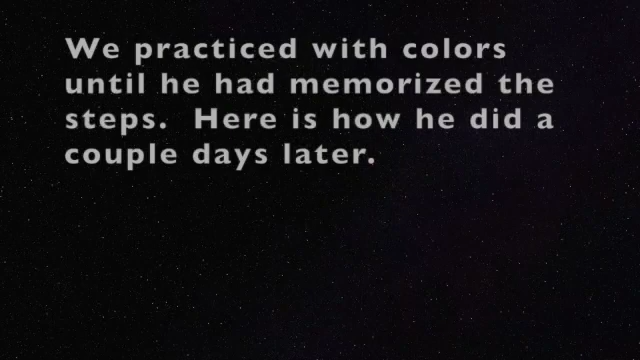 We practiced with colors
until he had memorized the
steps.  Here is how he did a
couple days later.